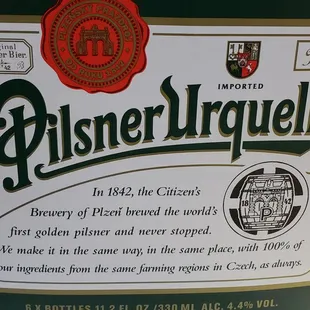 IMPORTED
Pilsner Urquell
In 1842, the Citizen's
Brewery of Plzeň brewed the world's
first golden pilsner and never stopped.
We make it in the same way, in the same place, with 100% of
our ingredients from the same farming regions in Czech, as always.
18 42
P
6 X BOTTLES 11.2 FL. OZ /330 ML ALC. 4.4% VOL.